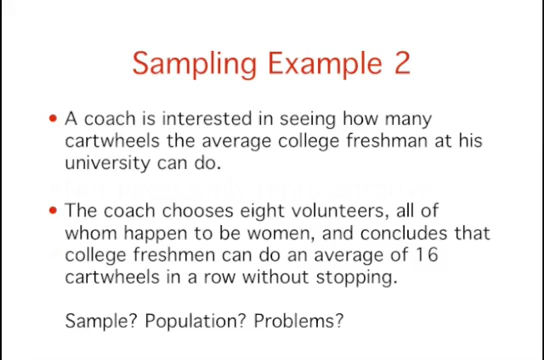 Sampling Example 2
• A coach is interested in seeing how many
cartwheels the average college freshman at his
university can do.
• The coach chooses eight volunteers, all of
whom happen to be women, and concludes that
college freshmen can do an average of 16
cartwheels in a row without stopping.
Sample? Population? Problems?